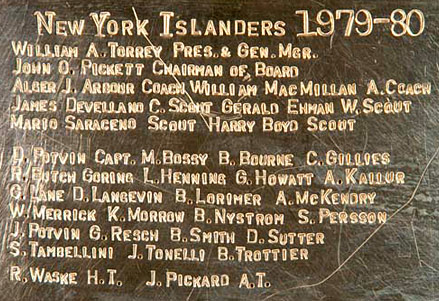 NEW YORK ISLANDERS 1979-80
WILLIAM A. TORREY PRES. & GEN. MGR.
JOHN O. PICKETT CHAIRMAN OF BOARD
ALGER J. ARBOUR COACH WILLIAM MACMILLAN A. COACH
JAMES DEVELLANO C. SCOUT GERALD EHMAN W. SCOUT
MARIO SARACENO SCOUT HARRY BOYD SCOUT
D. POTVIN CAPT. M. BOSSY B. BOURNE C. GILLIES
R. BUTCH GORING L. HENNING G. HOWATT A. KALLUR
G. LANE D. LANGEVIN B. LORIMER A. MCKENDRY
W. MERRICK K. MORROW B. NYSTROM S. PERSSON
J. POTVIN G. RESCH B. SMITH D. SUTTER
S. TAMBELLINI J. TONELLI B. TROTTIER
R. WASKE H.T. J. PICKARD A.T.